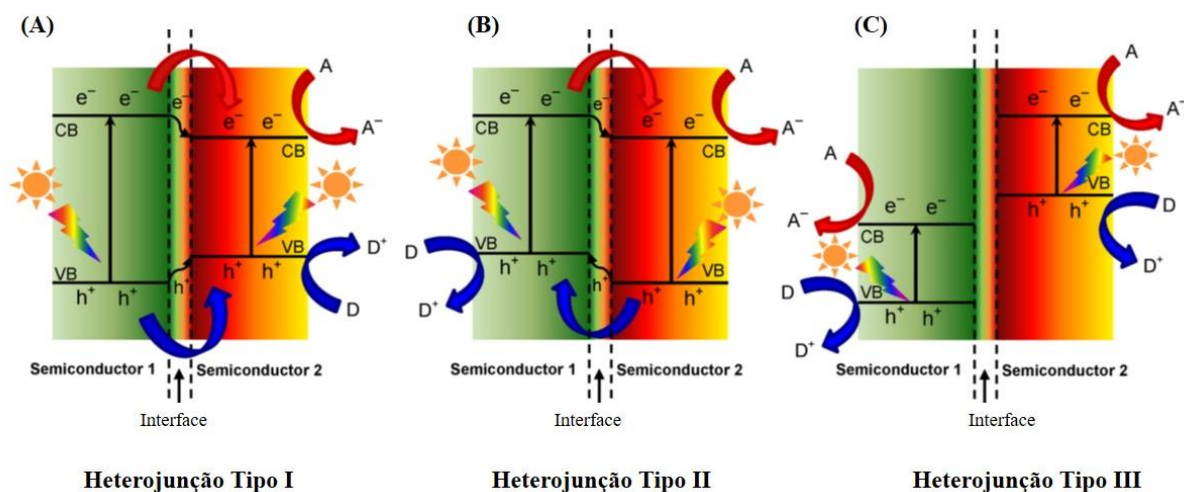 (A)
e⁻ e⁻ e⁻
e⁻ e⁻
CB
CB
A
A⁻
VB
VB
h⁺ h⁺ h⁺
h⁺ h⁺
D⁺
D
Semiconductor 1 Semiconductor 2
Interface
Heterojunção Tipo I
(B)
e⁻ e⁻ e⁻
e⁻ e⁻
CB
CB
A
A⁻
D
D⁺
VB
VB
h⁺ h⁺ h⁺
h⁺ h⁺
Semiconductor 1 Semiconductor 2
Interface
Heterojunção Tipo II
(C)
A
A⁻
e⁻ e⁻
CB
VB
h⁺ h⁺
D
D⁺
A
A⁻
e⁻ e⁻
CB
VB
h⁺ h⁺
D
D⁺
Semiconductor 1 Semiconductor 2
Interface
Heterojunção Tipo III